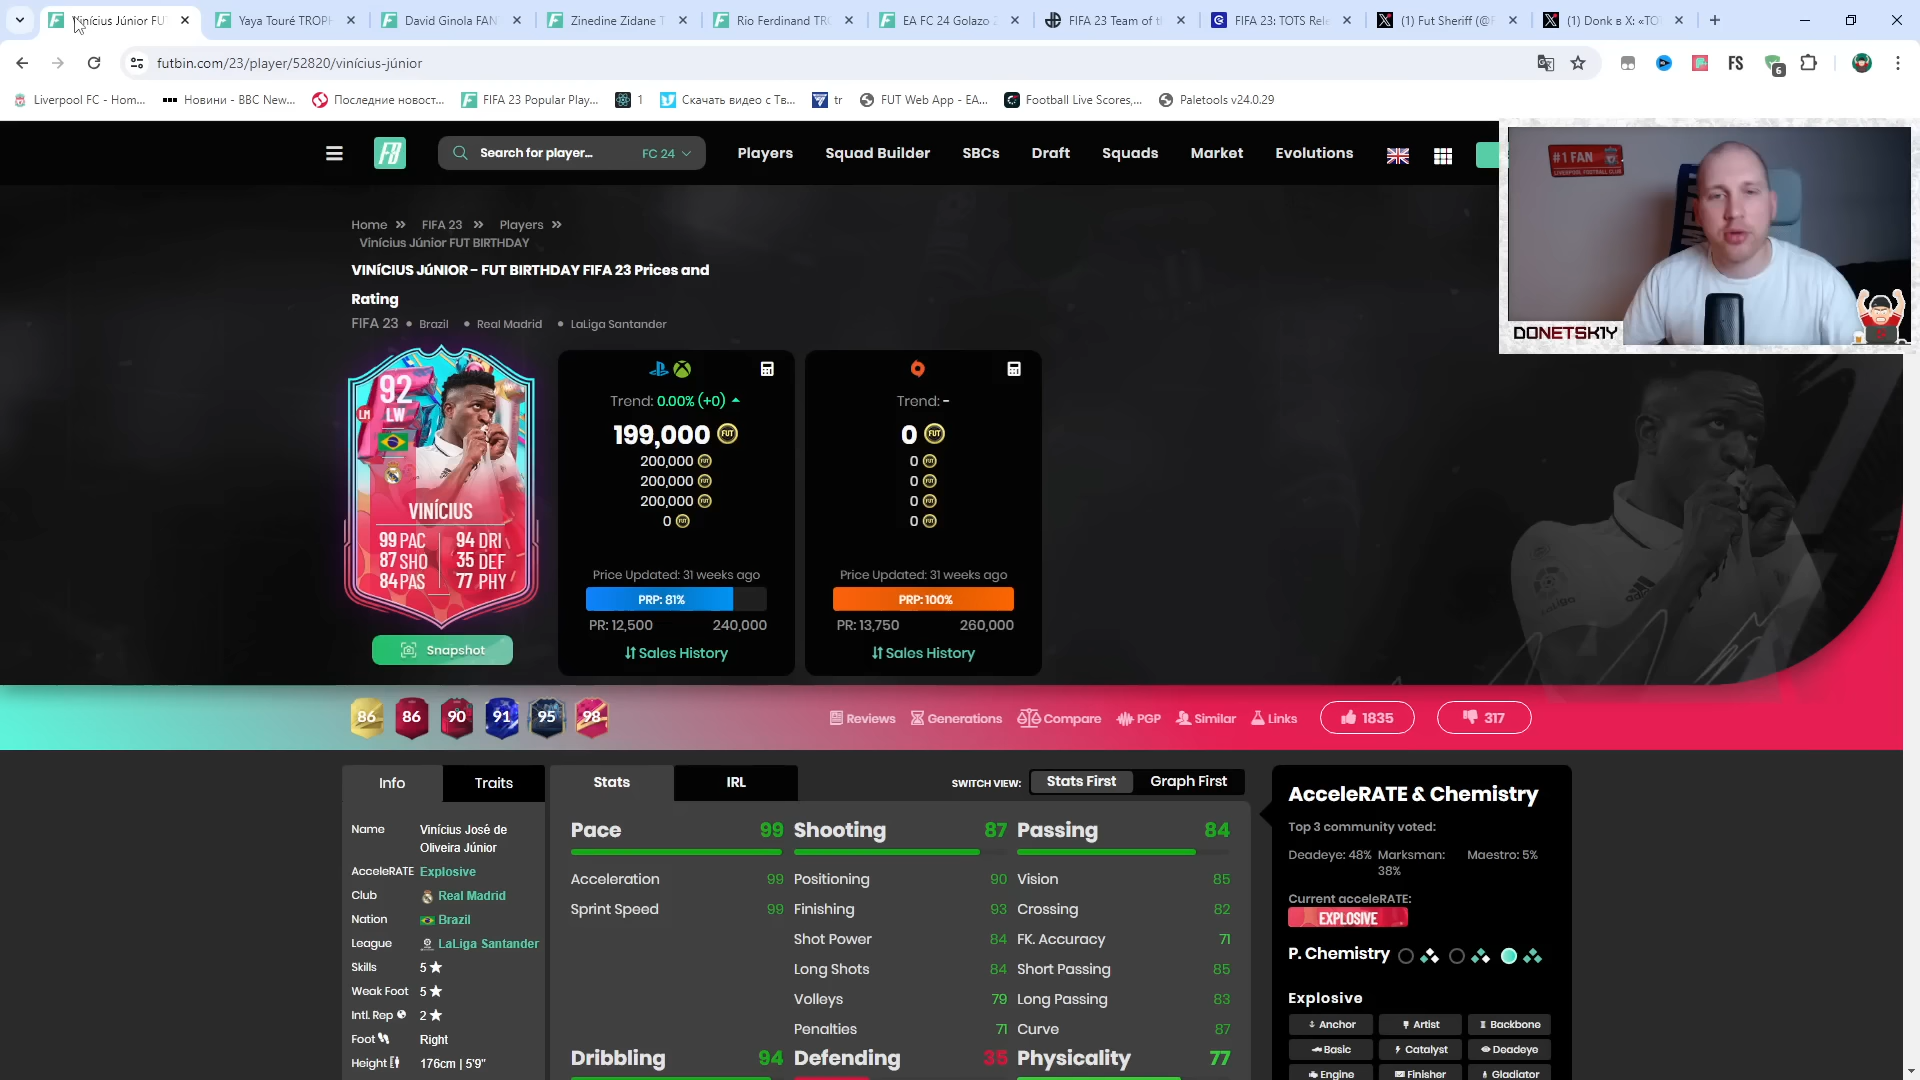 Vinícius Júnior FU
Yaya Touré TROPH
David Ginola FAN
Zinedine Zidane T
Rio Ferdinand TRO
EA FC 24 Golazo
FIFA 23 Team of th
FIFA 23: TOTS Rele
(1) Fut Sheriff (@F
(1) Donk в X: «TO
futbin.com/23/player/52820/vinícius-júnior
FS
6
Liverpool FC - Hom...
Новини - BBC New...
Последние новост...
FIFA 23 Popular Play...
1
Скачать видео с Тв...
tr
FUT Web App - EA...
Football Live Scores,...
Paletools v24.0.29
Search for player...
FC 24
Players
Squad Builder
SBCs
Draft
Squads
Market
Evolutions
#1 FAN
LIVERPOOL FOOTBALL CLUB
DONETSK1Y
Home » FIFA 23 » Players »
Vinícius Júnior FUT BIRTHDAY
VINÍCIUS JúNIOR - FUT BIRTHDAY FIFA 23 Prices and
Rating
FIFA 23 • Brazil • Real Madrid • LaLiga Santander
92
LM
LW
VINÍCIUS
99 PAC 94 DRI
87 SHO 35 DEF
84 PAS 77 PHY
Snapshot
Trend: 0.00% (+0)
199,000
200,000
200,000
200,000
0
Price Updated: 31 weeks ago
PRP: 81%
PR: 12,500 240,000
Sales History
Trend: -
0
0
0
0
0
Price Updated: 31 weeks ago
PRP: 100%
PR: 13,750 260,000
Sales History
86 86 90 91 95 98
Reviews
Generations
Compare
PGP
Similar
Links
1835
317
Info
Traits
Name Vinícius José de
Oliveira Júnior
AcceleRATE Explosive
Club Real Madrid
Nation Brazil
League LaLiga Santander
Skills 5
Weak Foot 5
Intl. Rep 2
Foot Right
Height 176cm | 5'9"
Stats
IRL
SWITCH VIEW:
Stats First
Graph First
Pace 99
Acceleration 99
Sprint Speed 99
Shooting 87
Positioning 90
Finishing 93
Shot Power 84
Long Shots 84
Volleys 79
Penalties 71
Passing 84
Vision 85
Crossing 82
FK. Accuracy 71
Short Passing 85
Long Passing 83
Curve 87
Dribbling 94
Defending 35
Physicality 77
AcceleRATE & Chemistry
Top 3 community voted:
Deadeye: 48% Marksman: Maestro: 5%
38%
Current acceleRATE:
EXPLOSIVE
P. Chemistry
Explosive
Anchor
Artist
Backbone
Basic
Catalyst
Deadeye
Engine
Finisher
Gladiator